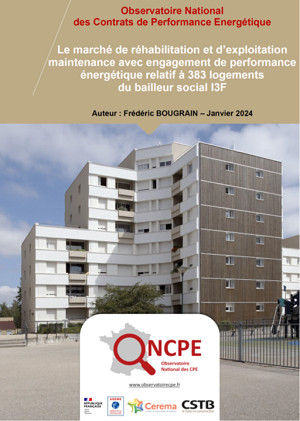 Observatoire National
des Contrats de Performance Energétique
Le marché de réhabilitation et d'exploitation
maintenance avec engagement de performance
énergétique relatif à 383 logements
du bailleur social I3F
Auteur : Frédéric BOUGRAIN – Janvier 2024
ONCPE
Observatoire
National des CPE
www.observatoirecpe.fr
RÉPUBLIQUE
FRANÇAISE
ADEME
Cerema
CSTB